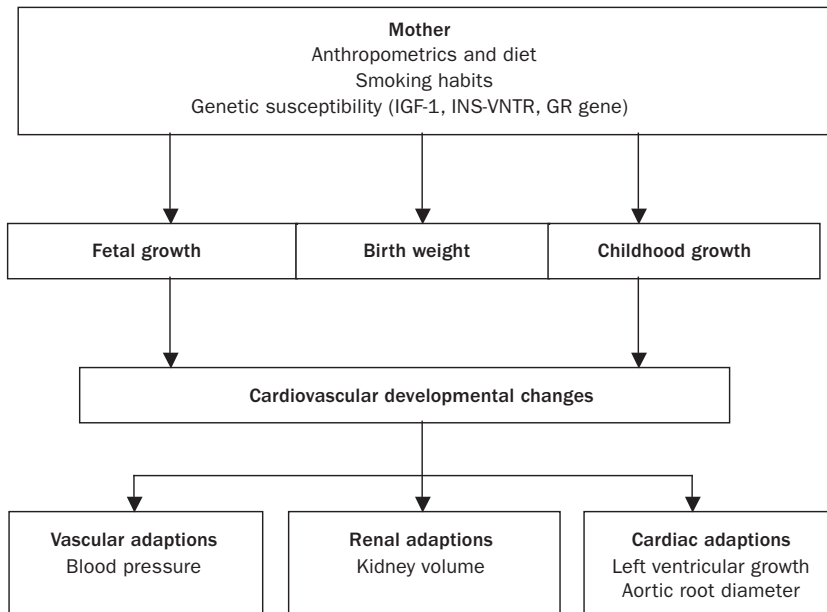 Mother
Anthropometrics and diet
Smoking habits
Genetic susceptibility (IGF-1, INS-VNTR, GR gene)
Fetal growth
Birth weight
Childhood growth
Cardiovascular developmental changes
Vascular adaptions
Blood pressure
Renal adaptions
Kidney volume
Cardiac adaptions
Left ventricular growth
Aortic root diameter